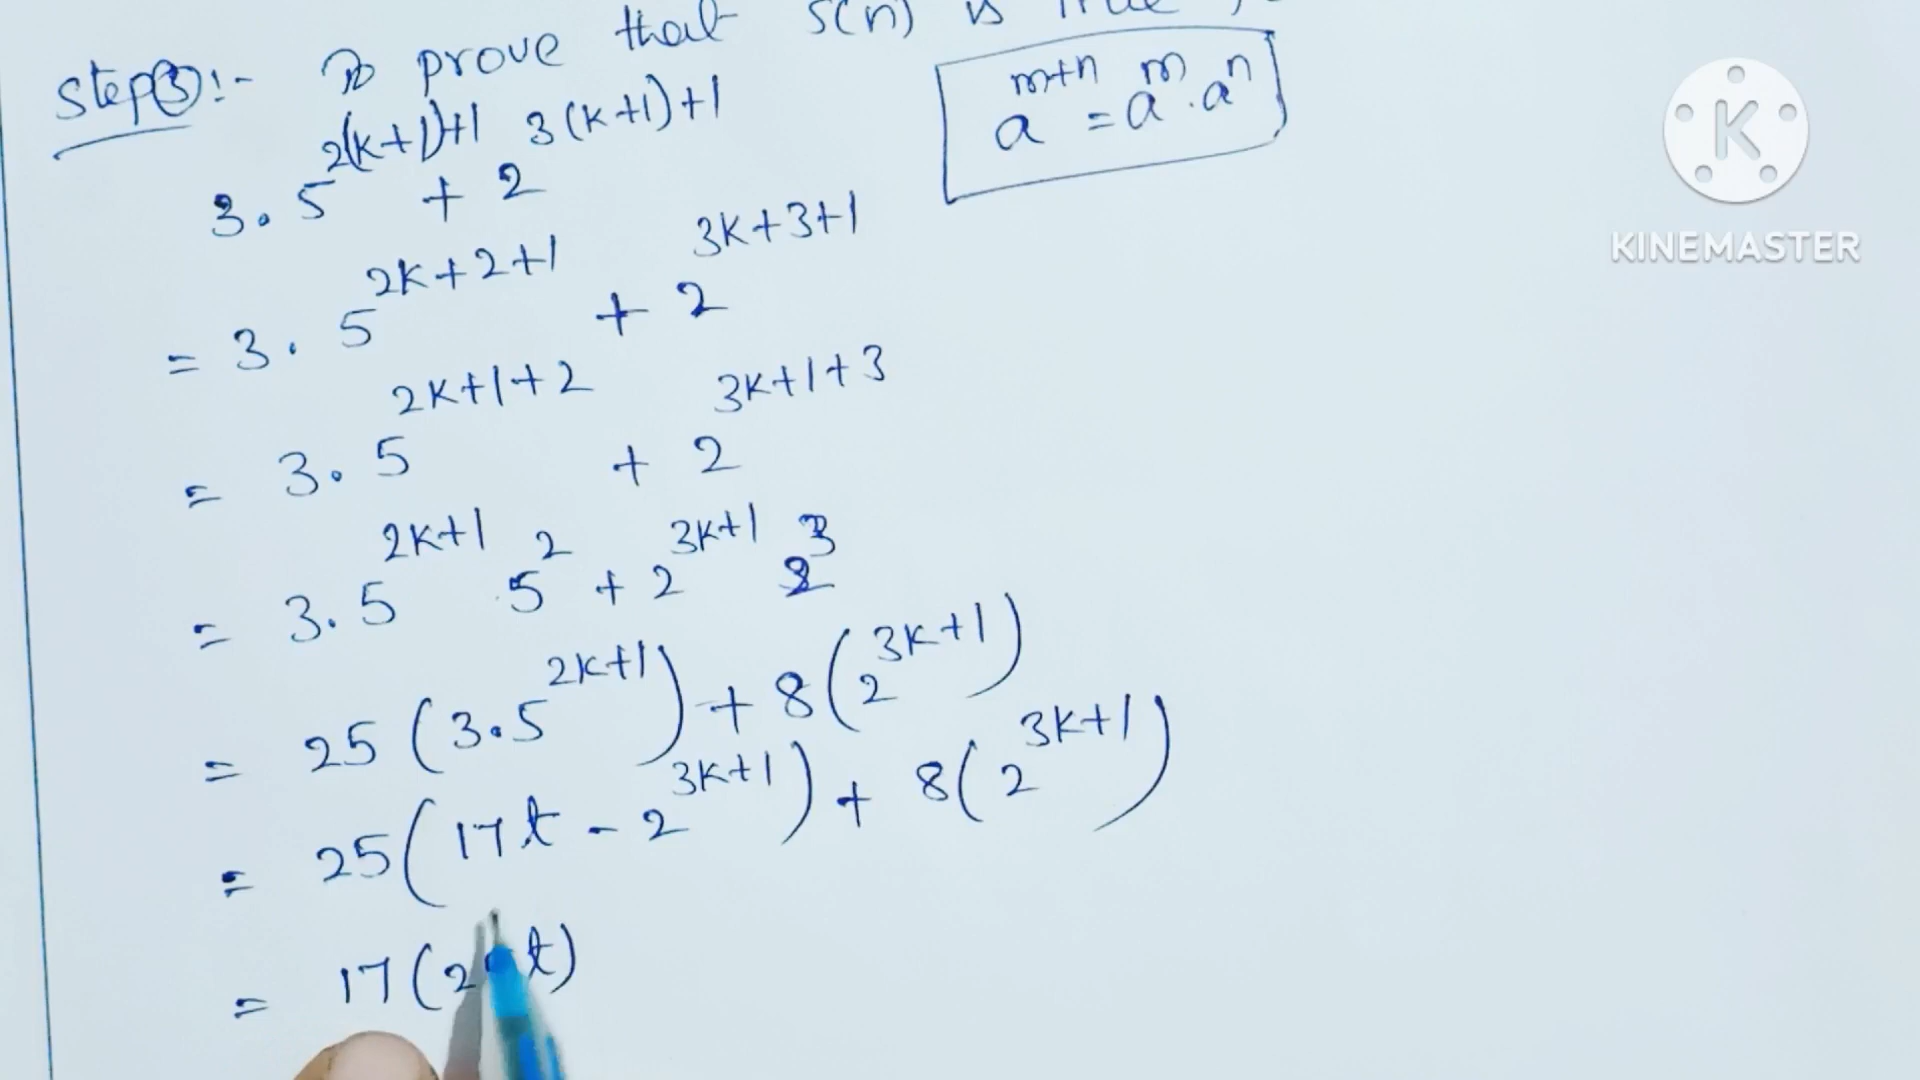 Step(3):- To prove that S(n) is true
a^{m+n} = a^m . a^n
3. 5^{2(k+1)+1} + 2^{3(k+1)+1}
= 3. 5^{2k+2+1} + 2^{3k+3+1}
= 3. 5^{2k+1+2} + 2^{3k+1+3}
= 3. 5^{2k+1} . 5^2 + 2^{3k+1} 2^3
= 25 (3.5^{2k+1}) + 8(2^{3k+1})
= 25(17t - 2^{3k+1}) + 8(2^{3k+1})
= 17(2 t)
K
KINEMASTER